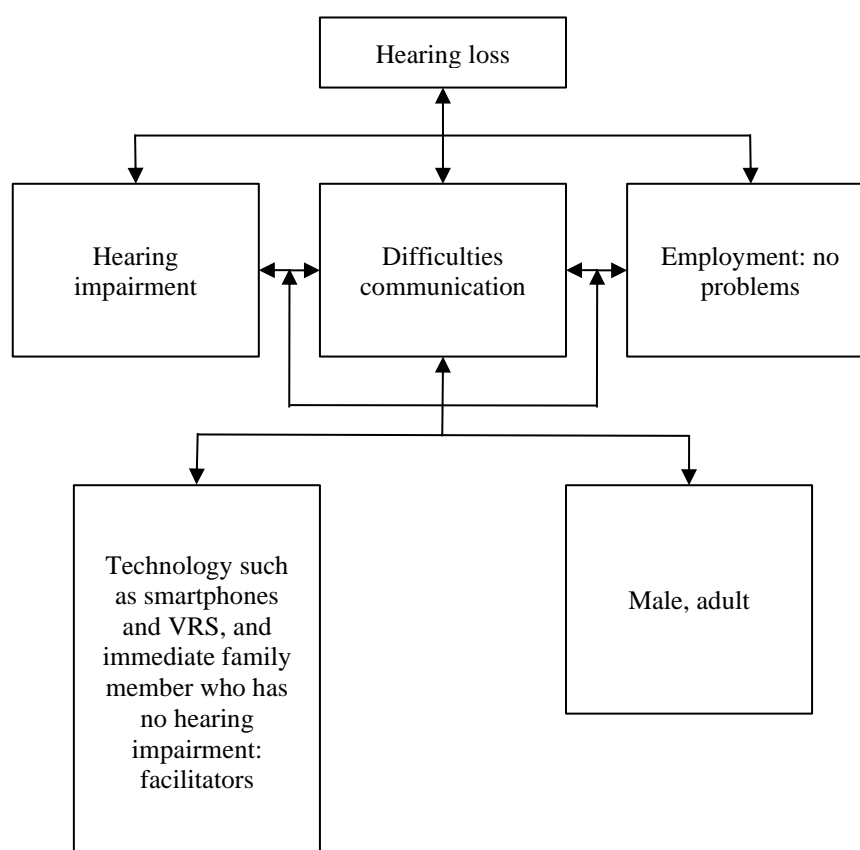 Hearing loss
Hearing
impairment
Difficulties
communication
Employment: no
problems
Technology such
as smartphones
and VRS, and
immediate family
member who has
no hearing
impairment:
facilitators
Male, adult